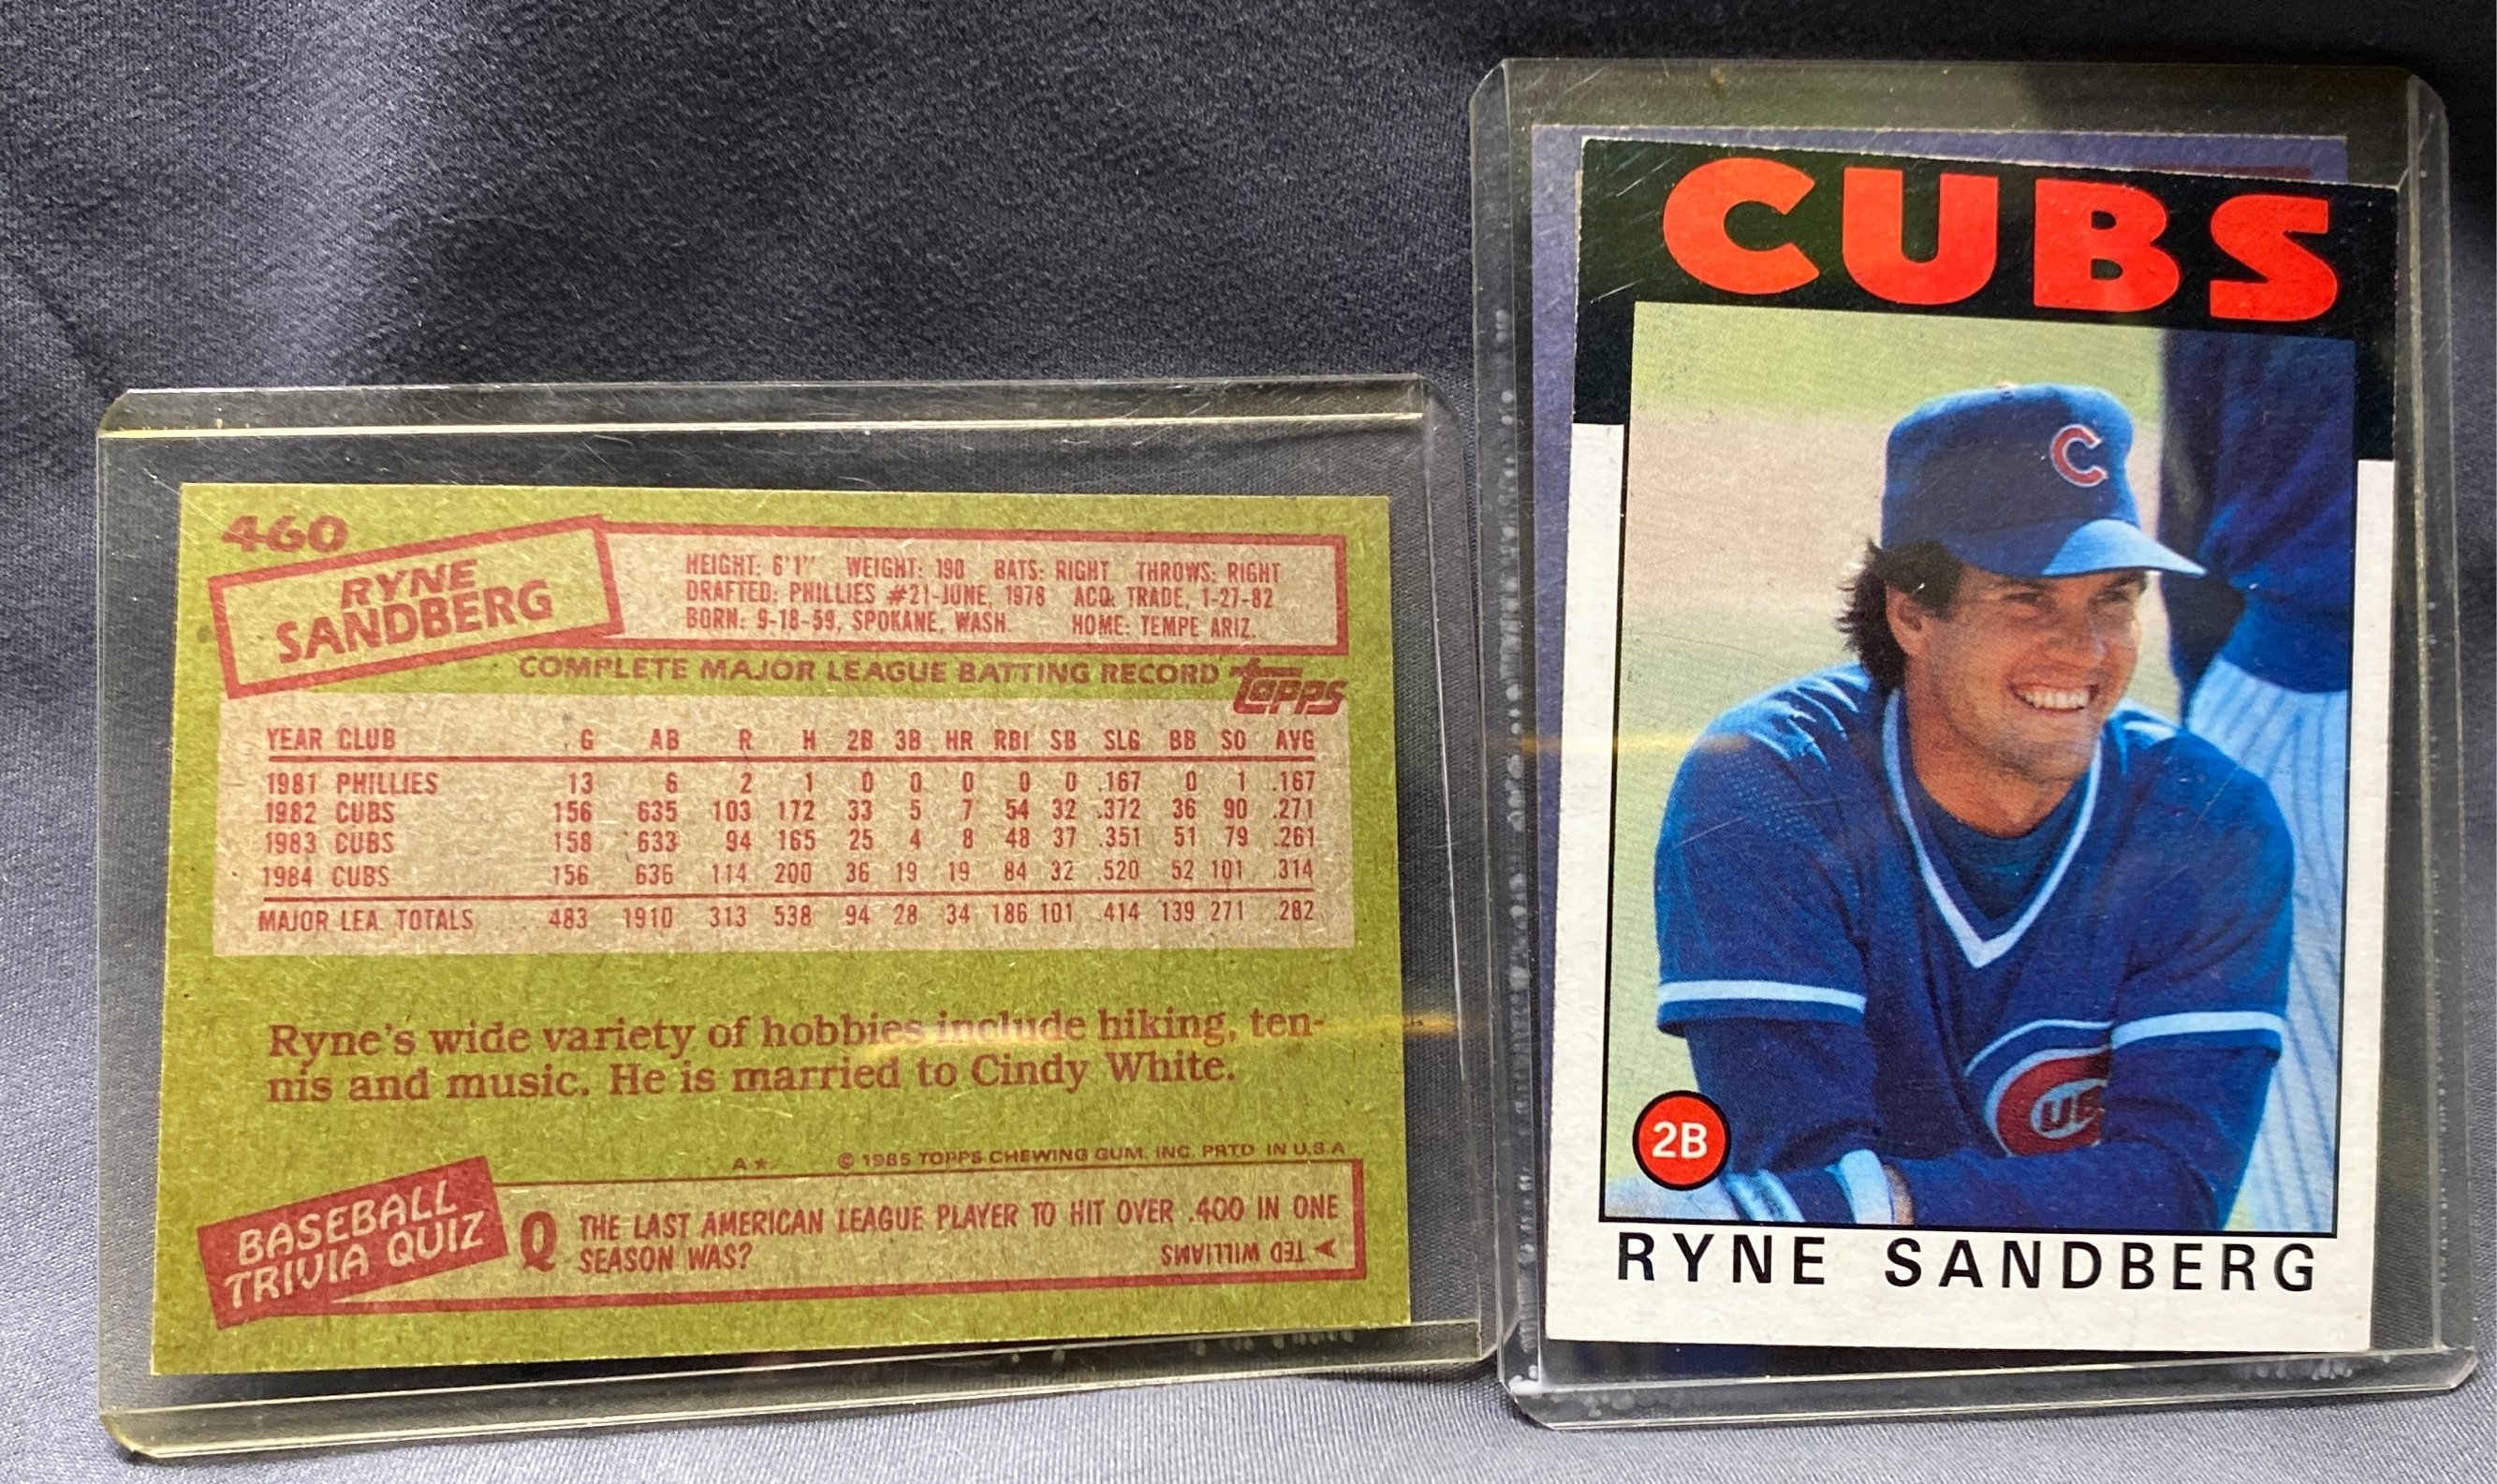 460
RYNE
SANDBERG
HEIGHT: 6'1" WEIGHT: 190 BATS: RIGHT THROWS: RIGHT
DRAFTED: PHILLIES #21-JUNE, 1978 ACQ: TRADE, 1-27-82
BORN: 9-18-59, SPOKANE, WASH. HOME: TEMPE ARIZ.
COMPLETE MAJOR LEAGUE BATTING RECORD topps
YEAR CLUB G AB R H 2B 3B HR RBI SB SLG BB SO AVG
1981 PHILLIES 13 6 2 1 0 0 0 0 0 .167 0 1 .167
1982 CUBS 156 635 103 172 33 5 7 54 32 .372 36 90 .271
1983 CUBS 158 633 94 165 25 4 8 48 37 .351 51 79 .261
1984 CUBS 156 636 114 200 36 19 19 84 32 .520 52 101 .314
MAJOR LEA. TOTALS 483 1910 313 538 94 28 34 186 101 .414 139 271 .282
Ryne's wide variety of hobbies include hiking, ten-
nis and music. He is married to Cindy White.
A* © 1985 TOPPS CHEWING GUM, INC. PRTD. IN U.S.A
BASEBALL
TRIVIA QUIZ
Q THE LAST AMERICAN LEAGUE PLAYER TO HIT OVER .400 IN ONE
SEASON WAS?
TED WILLIAMS
CUBS
C
CUB
2B
RYNE SANDBERG